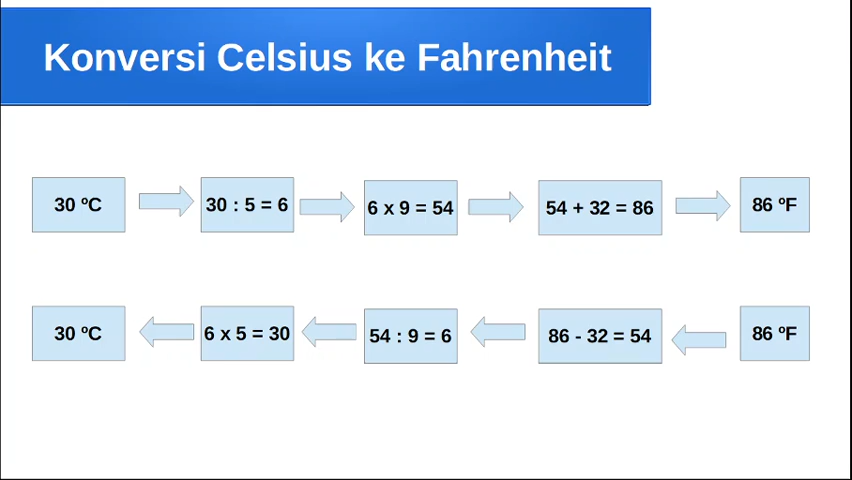 Konversi Celsius ke Fahrenheit
30 ºC
30 : 5 = 6
6 x 9 = 54
54 + 32 = 86
86 ºF
30 ºC
6 x 5 = 30
54 : 9 = 6
86 - 32 = 54
86 ºF